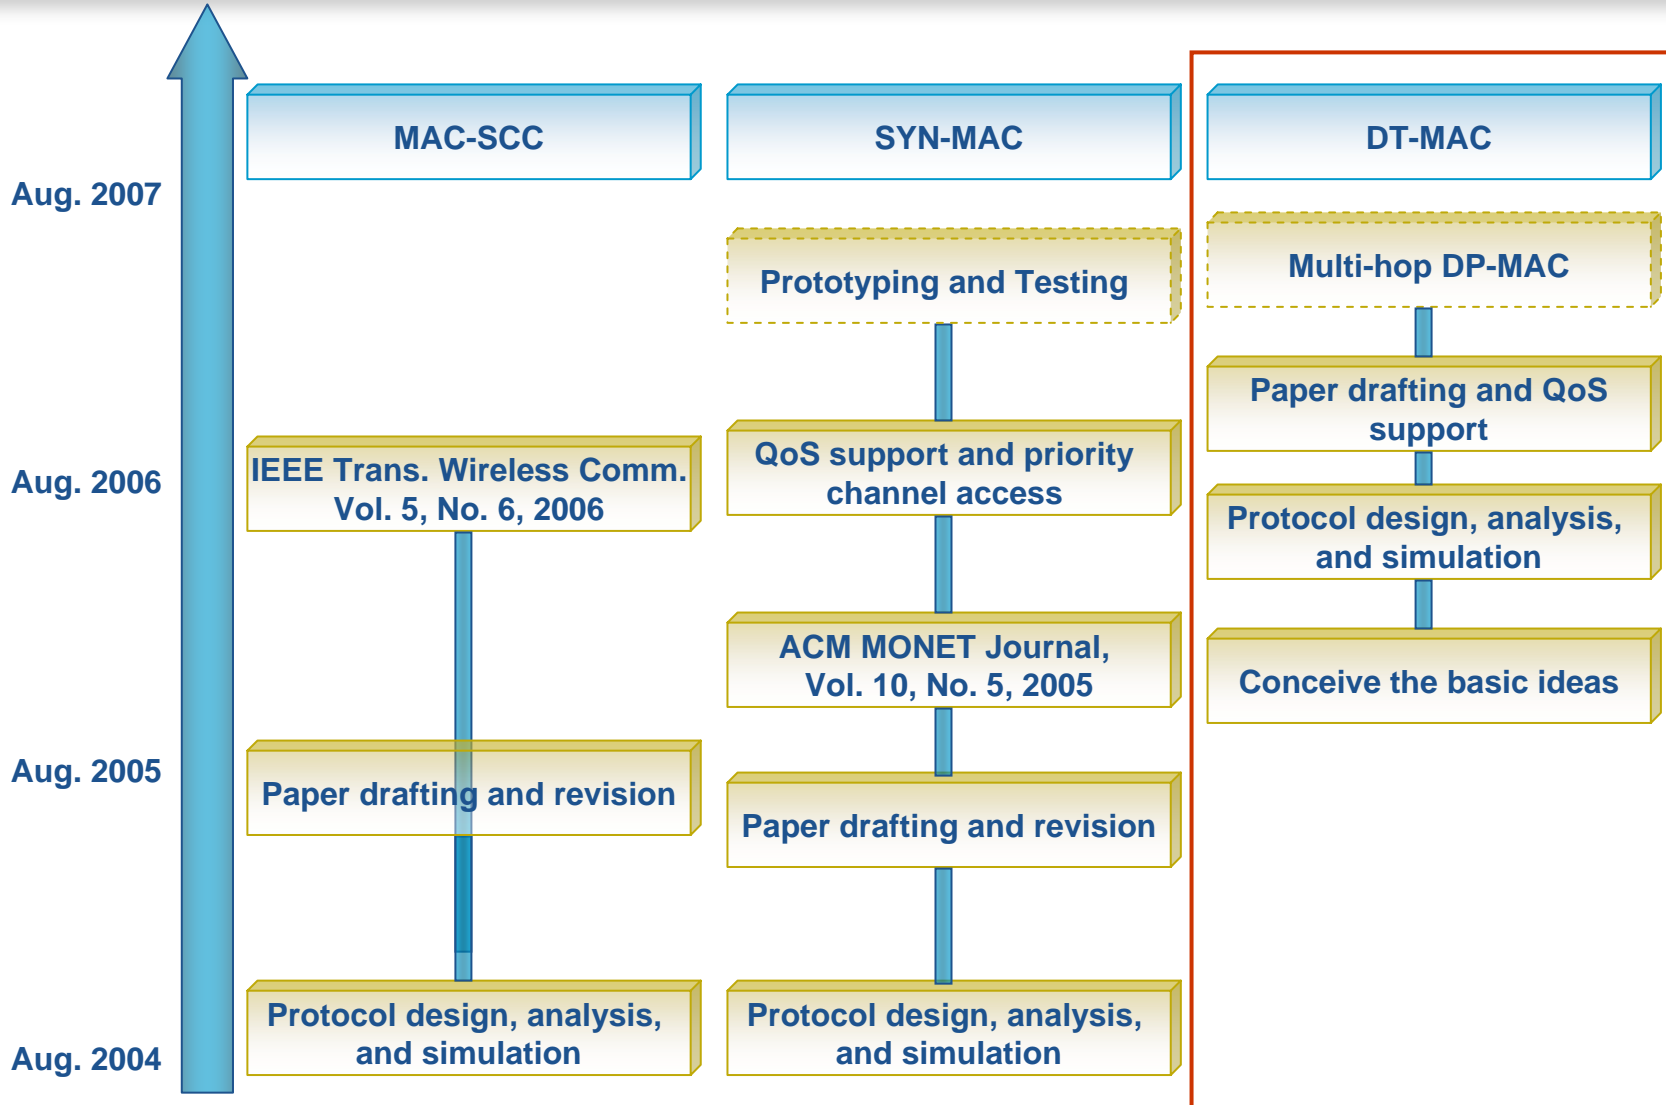 MAC-SCC
SYN-MAC
DT-MAC
Aug. 2007
Prototyping and Testing
Multi-hop DP-MAC
Paper drafting and QoS
support
Aug. 2006
IEEE Trans. Wireless Comm.
Vol. 5, No. 6, 2006
QoS support and priority
channel access
Protocol design, analysis,
and simulation
ACM MONET Journal,
Vol. 10, No. 5, 2005
Conceive the basic ideas
Aug. 2005
Paper drafting and revision
Paper drafting and revision
Aug. 2004
Protocol design, analysis,
and simulation
Protocol design, analysis,
and simulation